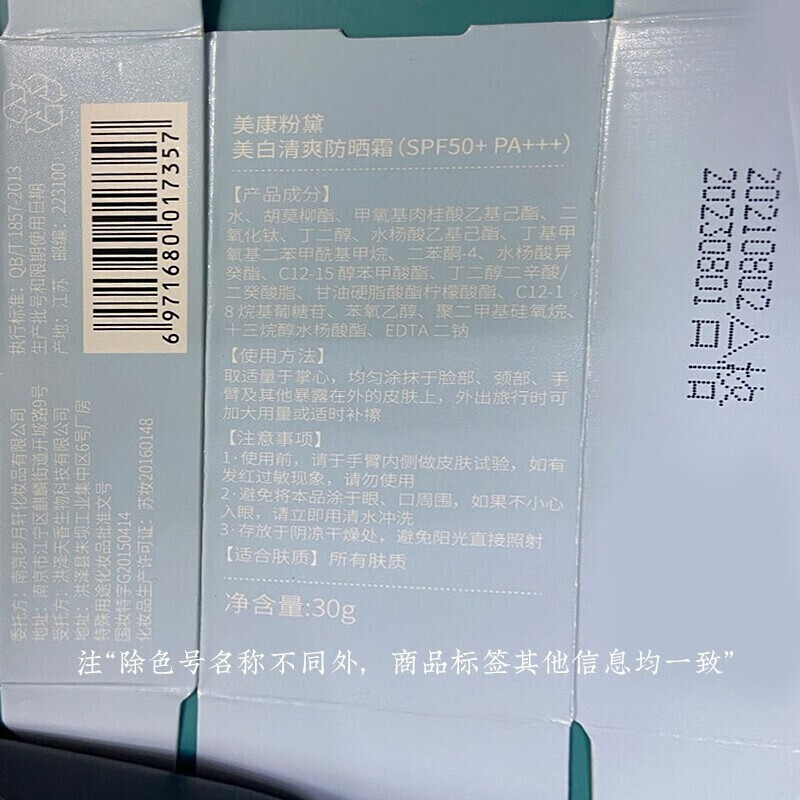 美康粉黛
美白清爽防晒霜(SPF50+ PA+++)
【产品成分】
水、胡莫柳酯、甲氧基肉桂酸乙基己酯、二
氧化钛、丁二醇、水杨酸乙基己酯、丁基甲
氧基二苯甲酰基甲烷、二苯酮-4、水杨酸异
癸酯、C12-15 醇苯甲酸酯、丁二醇二辛酸/
二癸酸脂、甘油硬脂酸酯柠檬酸酯、C12-1
8 烷基葡糖苷、苯氧乙醇、聚二甲基硅氧烷、
十三烷醇水杨酸酯、EDTA 二钠
【使用方法】
取适量于掌心，均匀涂抹于脸部、颈部、手
臂及其他暴露在外的皮肤上，外出旅行时可
加大用量或适时补擦
【注意事项】
1·使用前，请于手臂内侧做皮肤试验，如有
发红过敏现象，请勿使用
2·避免将本品涂于眼、口周围，如果不小心
入眼，请立即用清水冲洗
3·存放于阴凉干燥处，避免阳光直接照射
【适合肤质】所有肤质
净含量:30g
委托方：南京步月轩化妆品有限公司
地址：南京市江宁区麒麟街道开城路9号
受托方：洪泽天香生物科技有限公司
地址：洪泽县朱坝工业集中区6号厂房
特殊用途化妆品批准文号
国妆特字G20150414
化妆品生产许可证：苏妆20160148
执行标准：QB/T 1857-2013
生产批号和限期使用日期
产地：江苏 邮编：223100
6971680017357
20210802合格
20230801
注“除色号名称不同外，商品标签其他信息均一致”